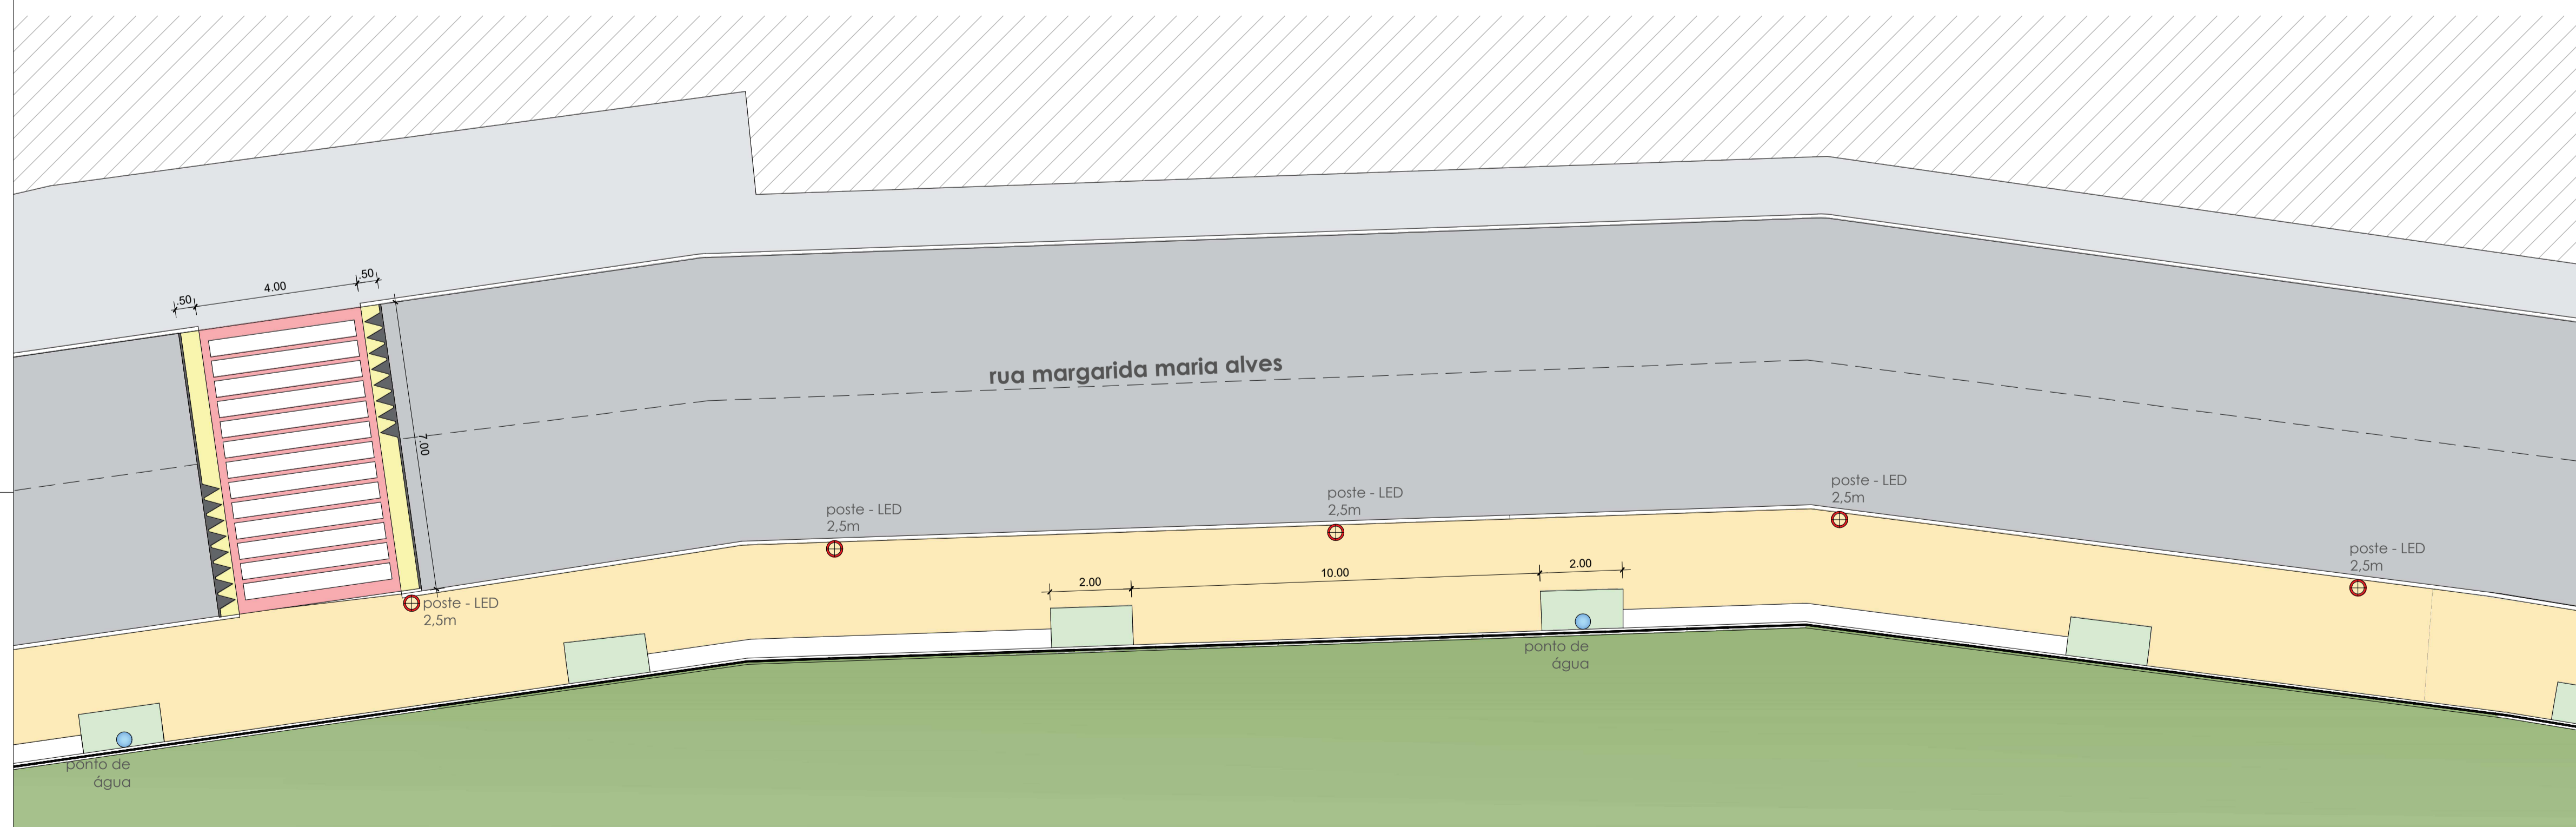 .50
4.00
.50
7.00
rua margarida maria alves
poste - LED
2,5m
poste - LED
2,5m
poste - LED
2,5m
poste - LED
2,5m
poste - LED
2,5m
2.00
10.00
2.00
ponto de
água
ponto de
água